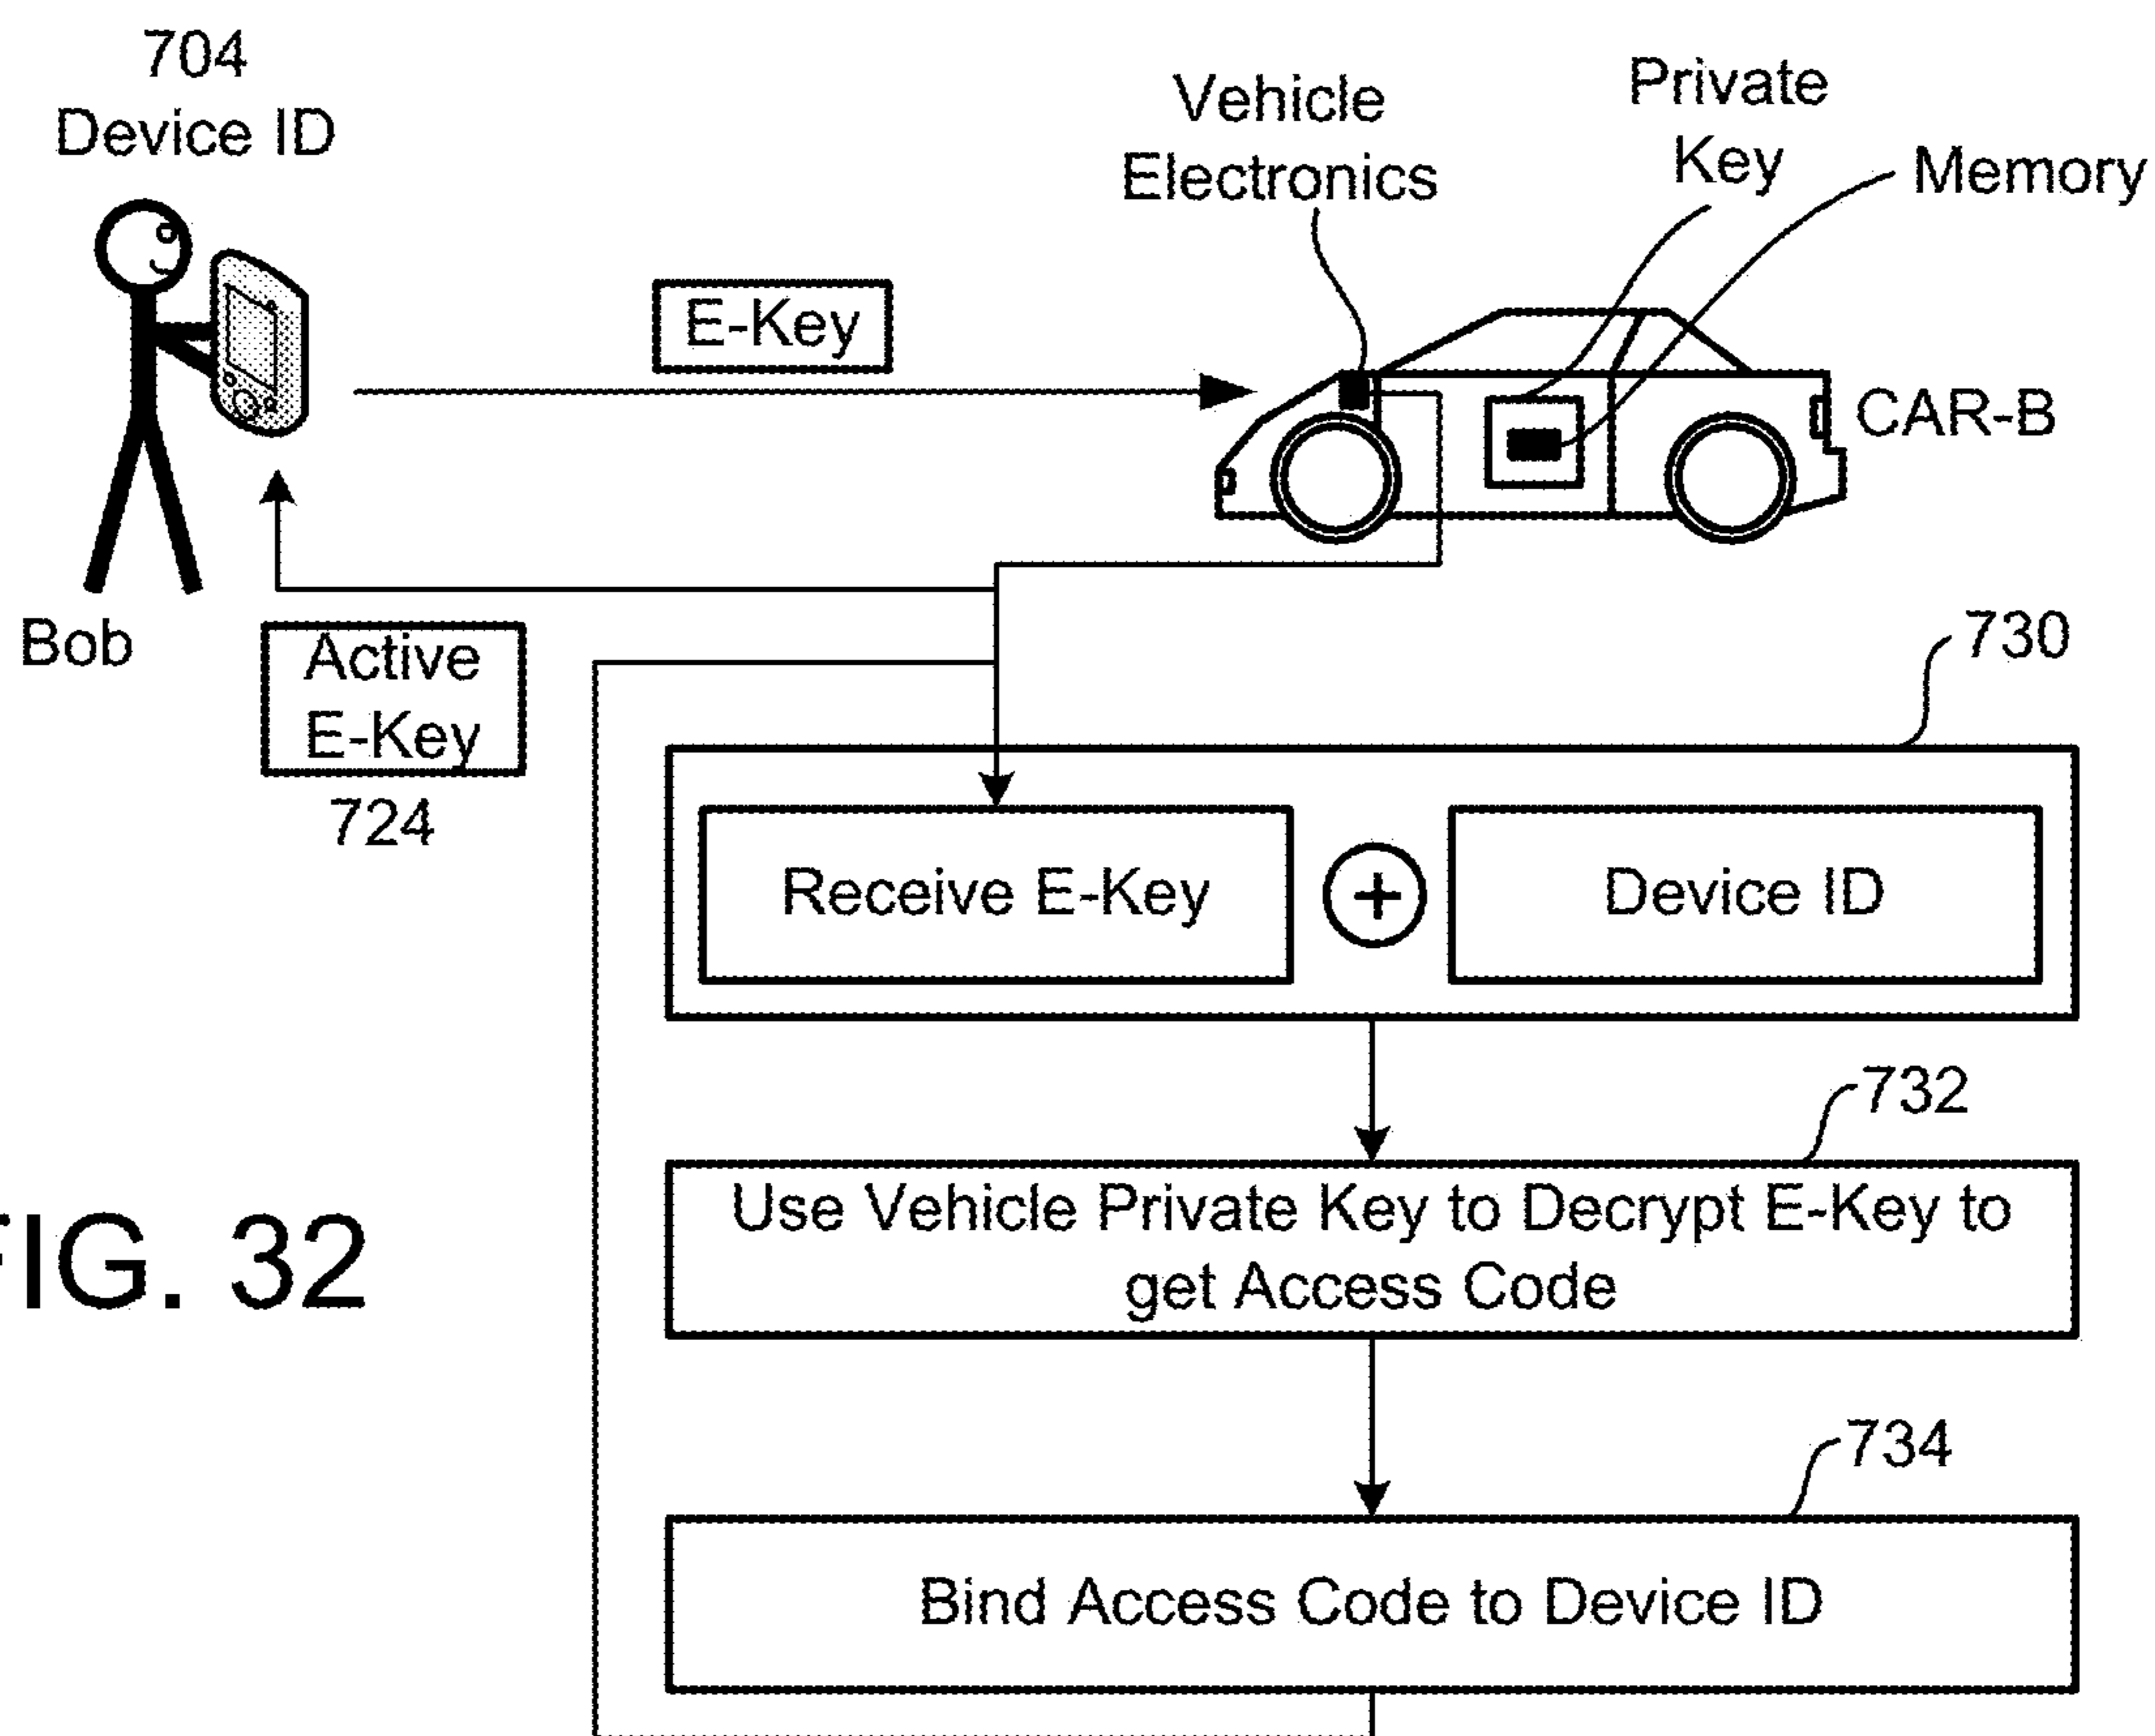 704
Device ID
Vehicle
Electronics
Private
Key
Memory
E-Key
CAR-B
Bob
Active
E-Key
724
730
Receive E-Key
+
Device ID
732
Use Vehicle Private Key to Decrypt E-Key to
get Access Code
FIG. 32
734
Bind Access Code to Device ID